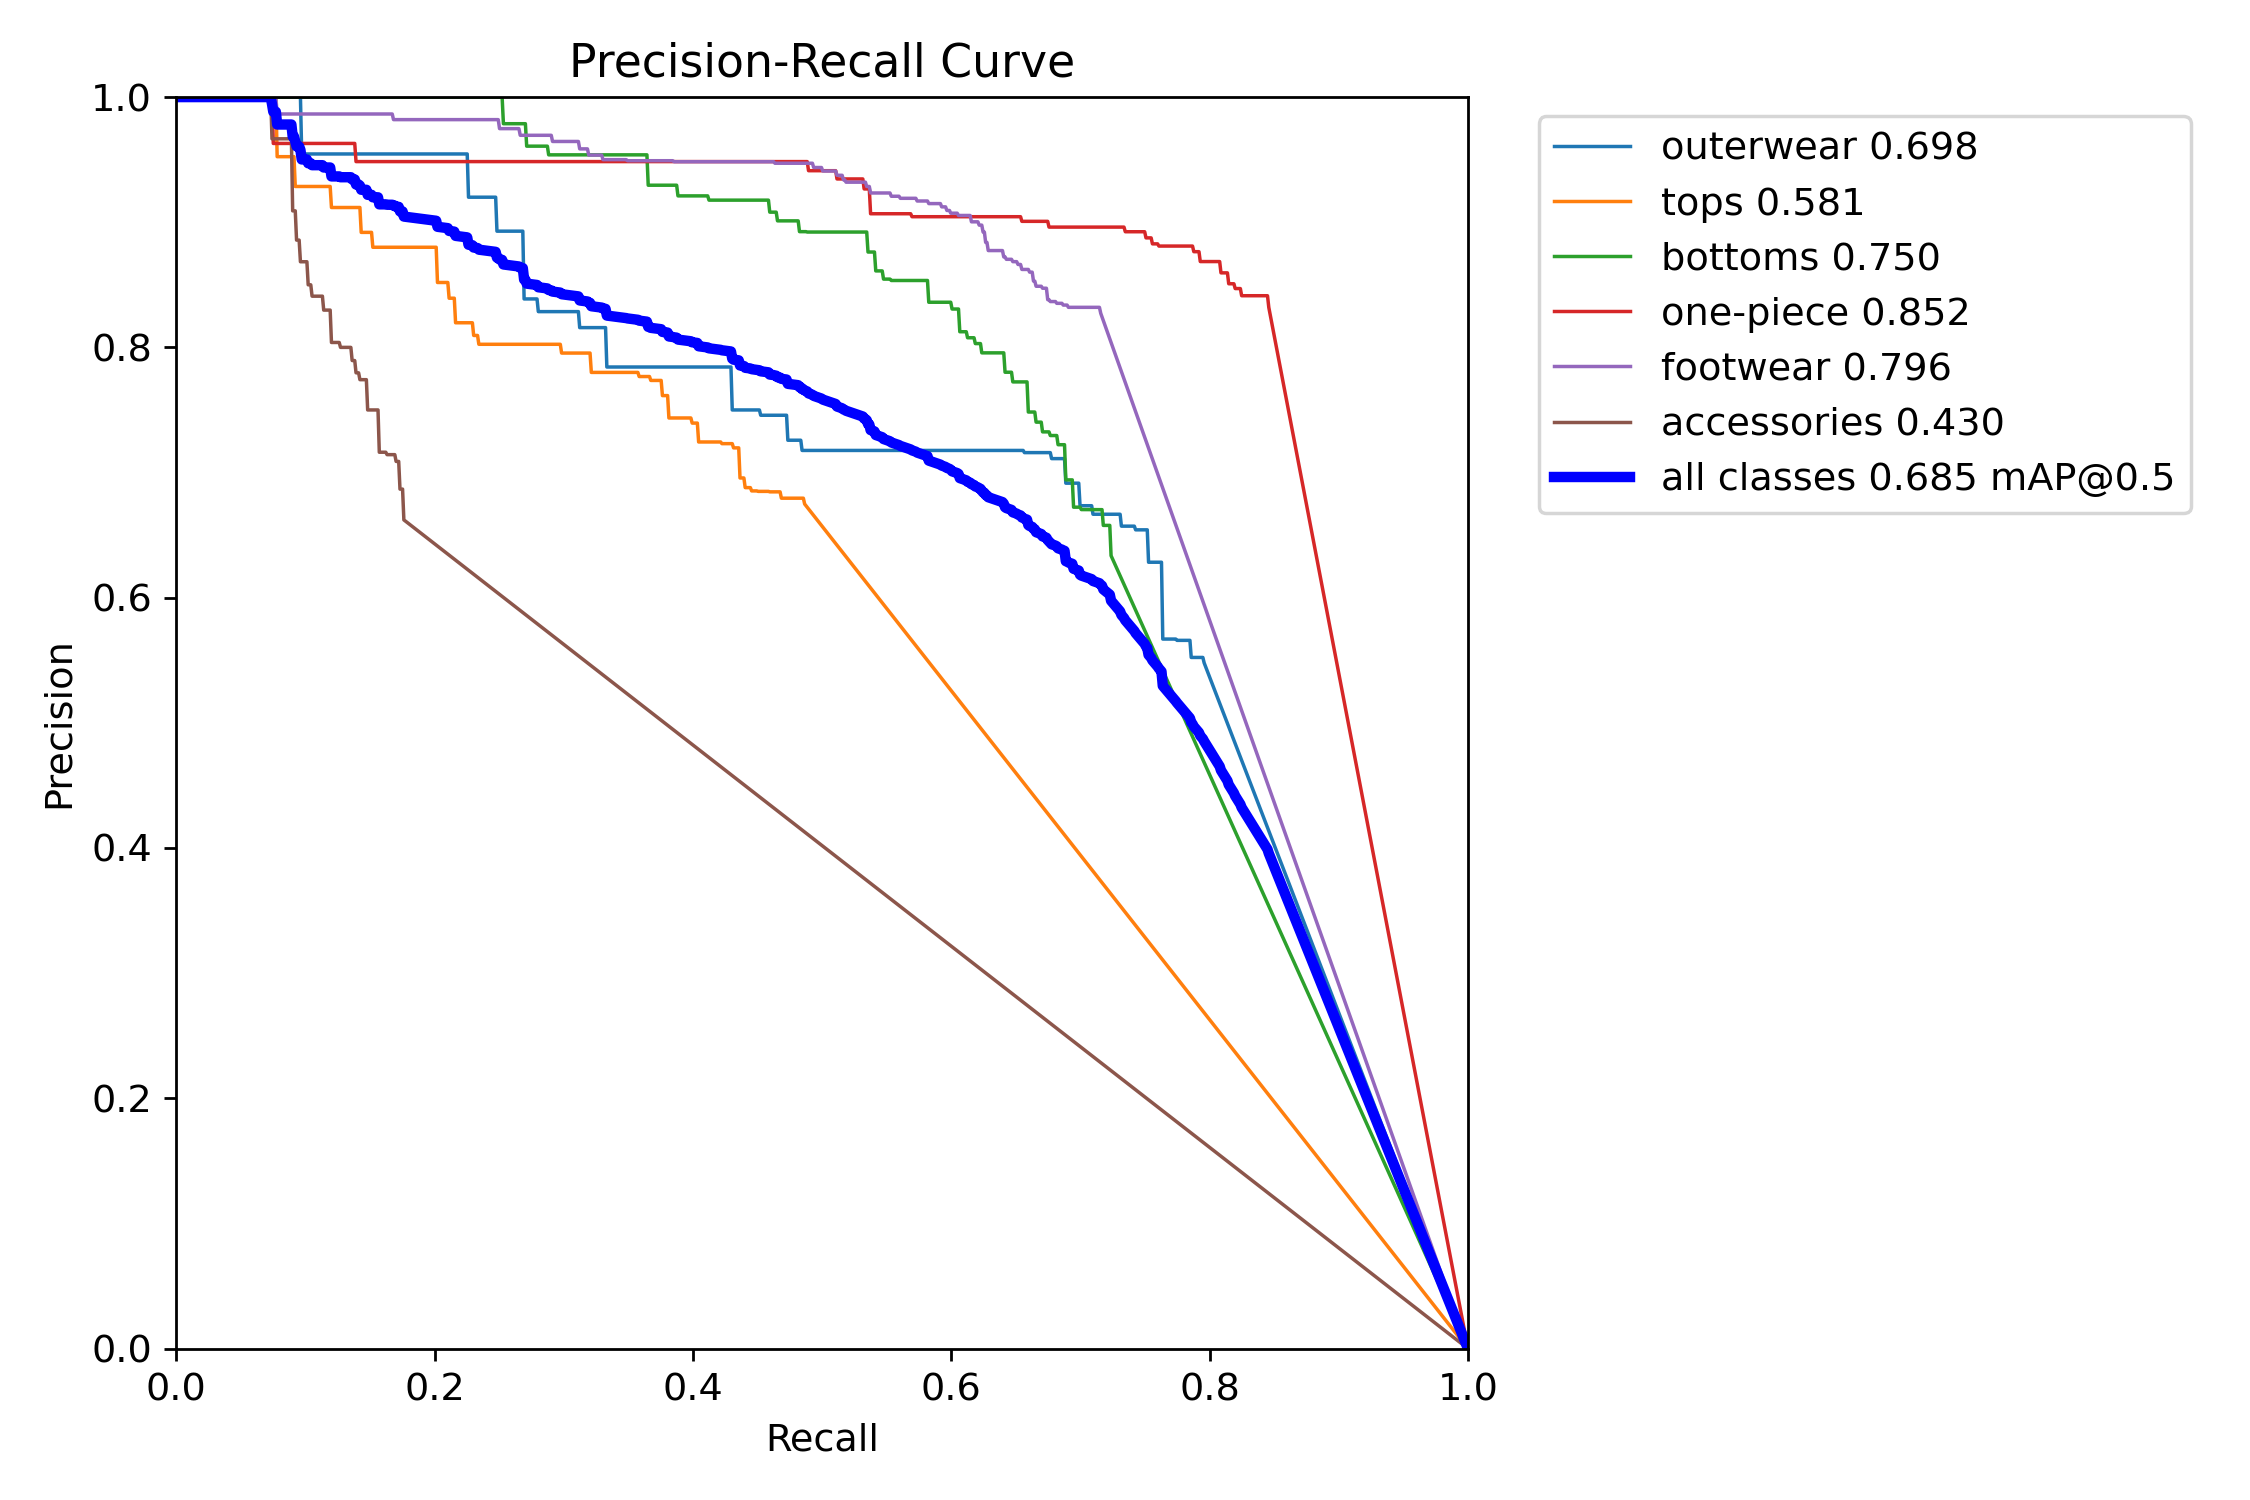 Precision-Recall Curve
1.0
0.8
0.6
0.4
0.2
0.0
Precision
0.0 0.2 0.4 0.6 0.8 1.0
Recall
outerwear 0.698
tops 0.581
bottoms 0.750
one-piece 0.852
footwear 0.796
accessories 0.430
all classes 0.685 mAP@0.5